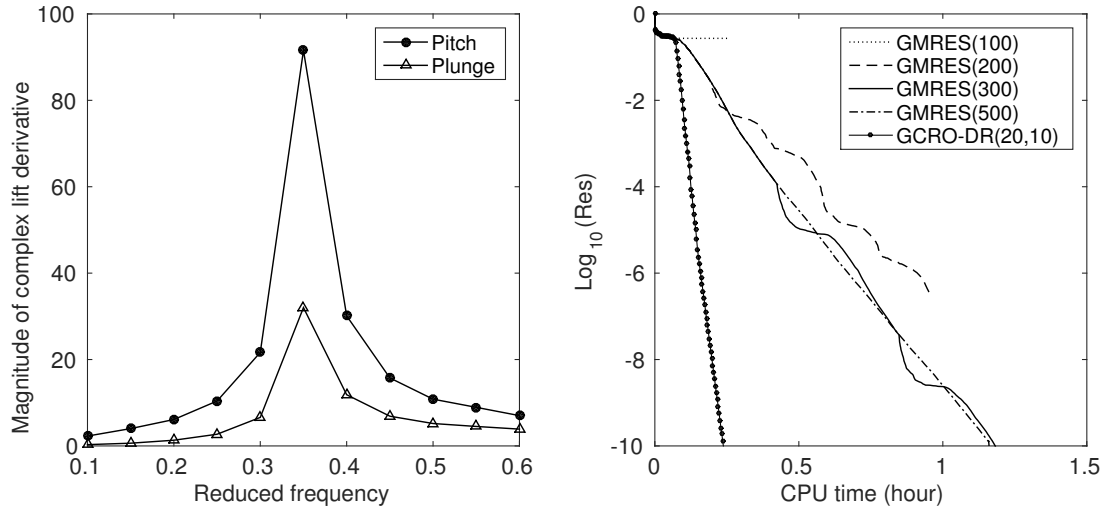 Magnitude of complex lift derivative
100
80
60
40
20
0
0.1
0.2
0.3
0.4
0.5
0.6
Reduced frequency
Pitch
Plunge
Log10(Res)
0
-2
-4
-6
-8
-10
0
0.5
1
1.5
CPU time (hour)
GMRES(100)
GMRES(200)
GMRES(300)
GMRES(500)
GCRO-DR(20,10)